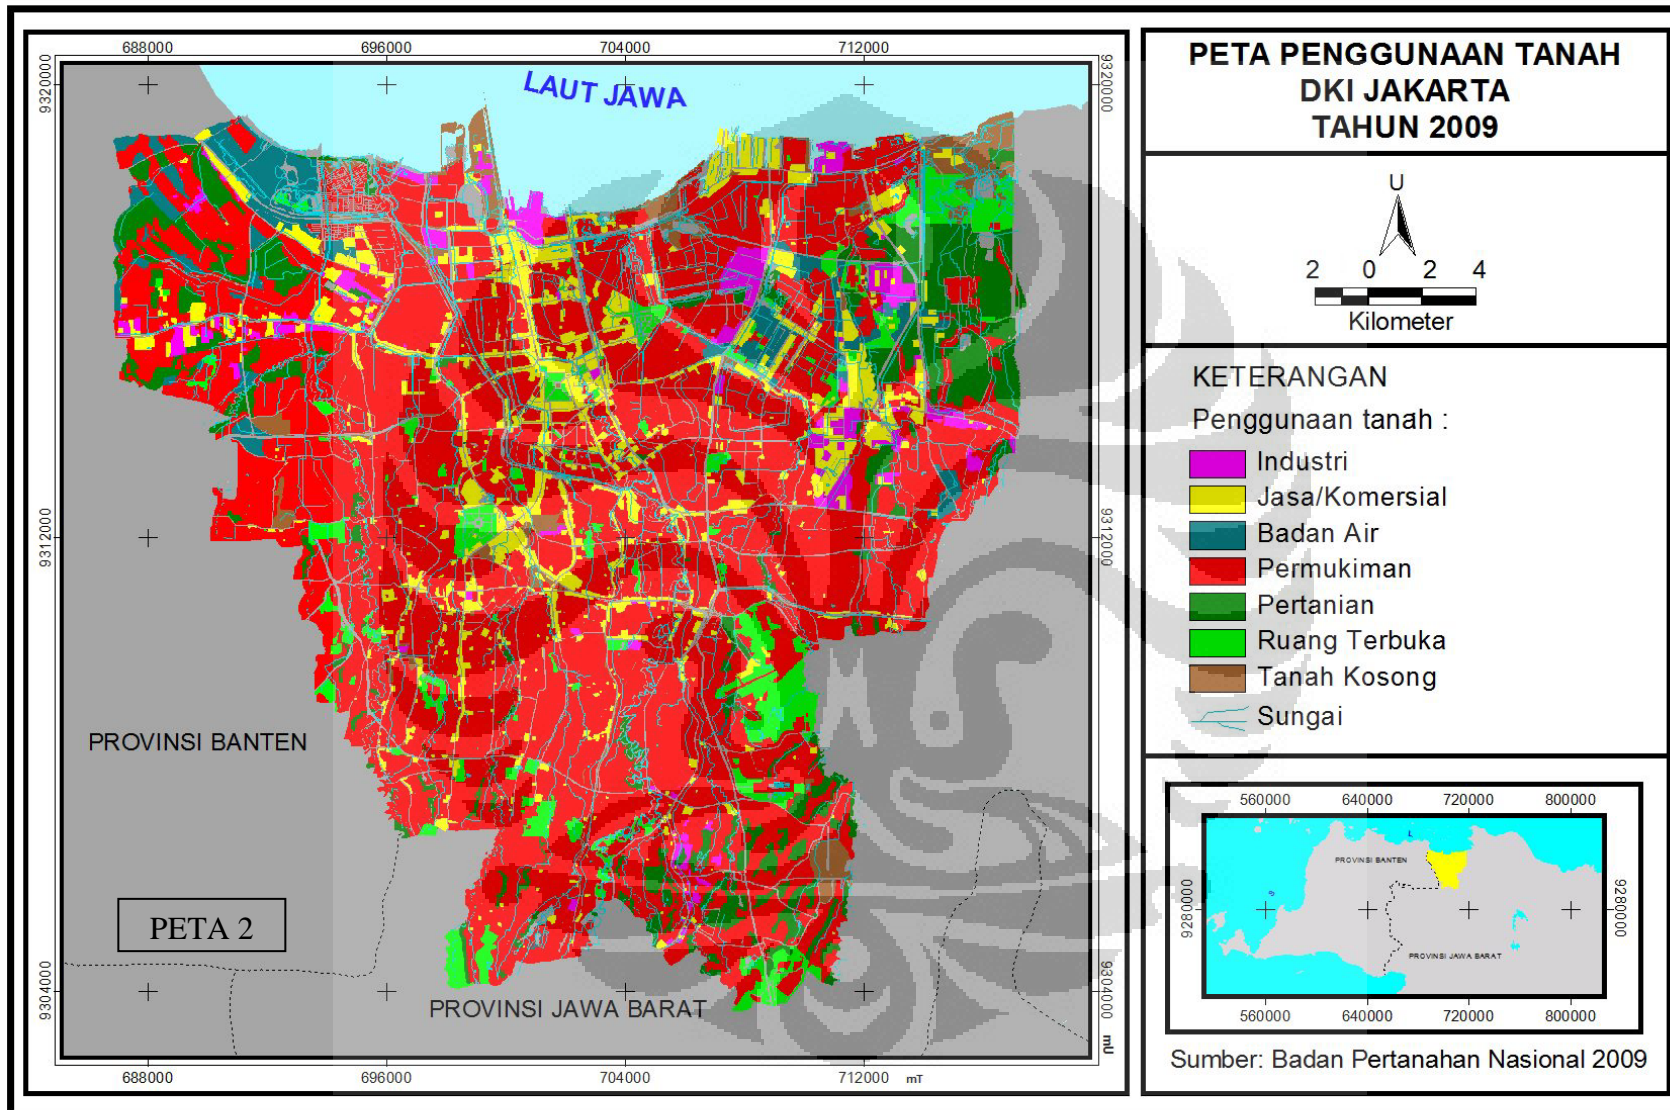 688000 696000 704000 712000
9320000
9320000
LAUT JAWA
9312000
9312000
PROVINSI BANTEN
PETA 2
PROVINSI JAWA BARAT
9304000
9304000
mU
688000 696000 704000 712000 mT
PETA PENGGUNAAN TANAH
DKI JAKARTA
TAHUN 2009
U
2 0 2 4
Kilometer
KETERANGAN
Penggunaan tanah :
Industri
Jasa/Komersial
Badan Air
Permukiman
Pertanian
Ruang Terbuka
Tanah Kosong
Sungai
560000 640000 720000 800000
PROVINSI BANTEN
9280000
9280000
PROVINSI JAWA BARAT
560000 640000 720000 800000
Sumber: Badan Pertanahan Nasional 2009